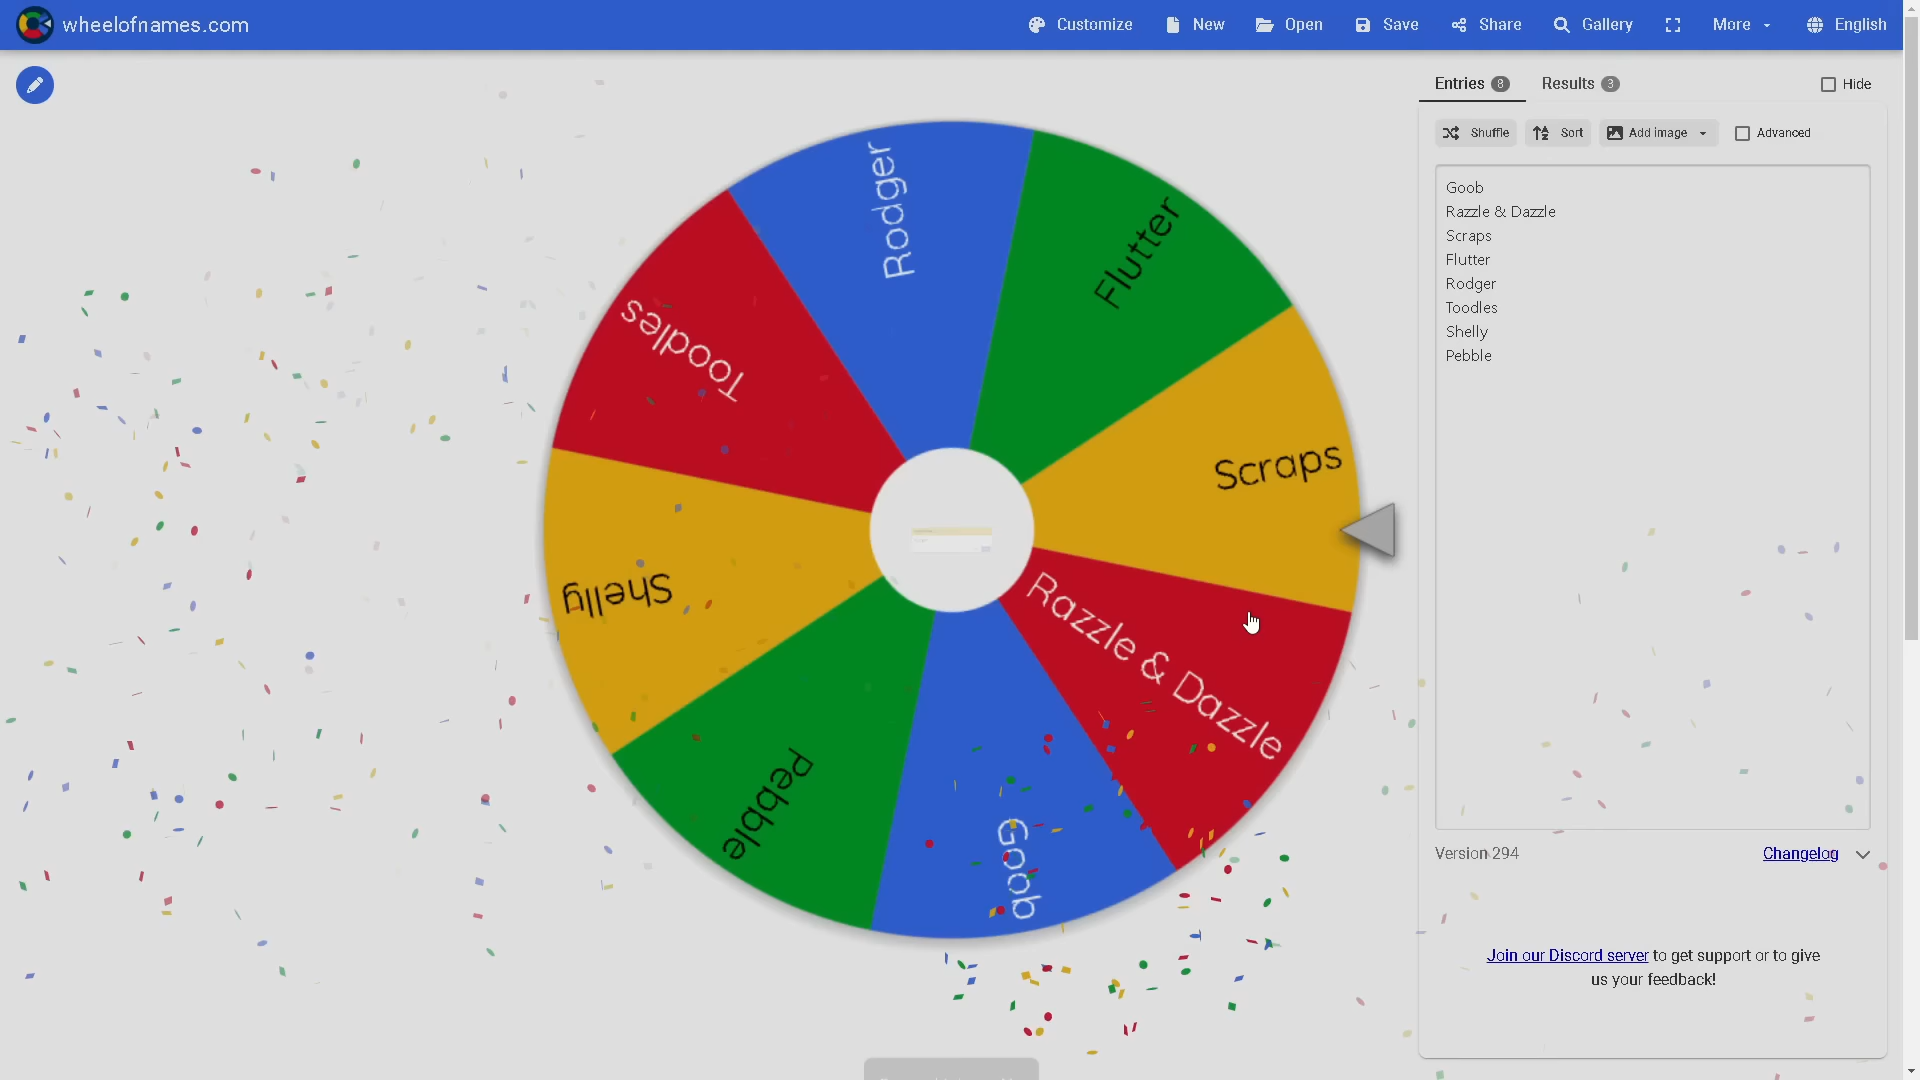 wheelofnames.com
Customize
New
Open
Save
Share
Gallery
More
English
Entries 8
Results 3
Hide
Shuffle
Sort
Add image
Advanced
Goob
Razzle & Dazzle
Scraps
Flutter
Rodger
Toodles
Shelly
Pebble
Rodger
Flutter
Toodles
Scraps
Shelly
Razzle & Dazzle
Pebble
Goob
Version 294
Changelog
Join our Discord server to get support or to give
us your feedback!